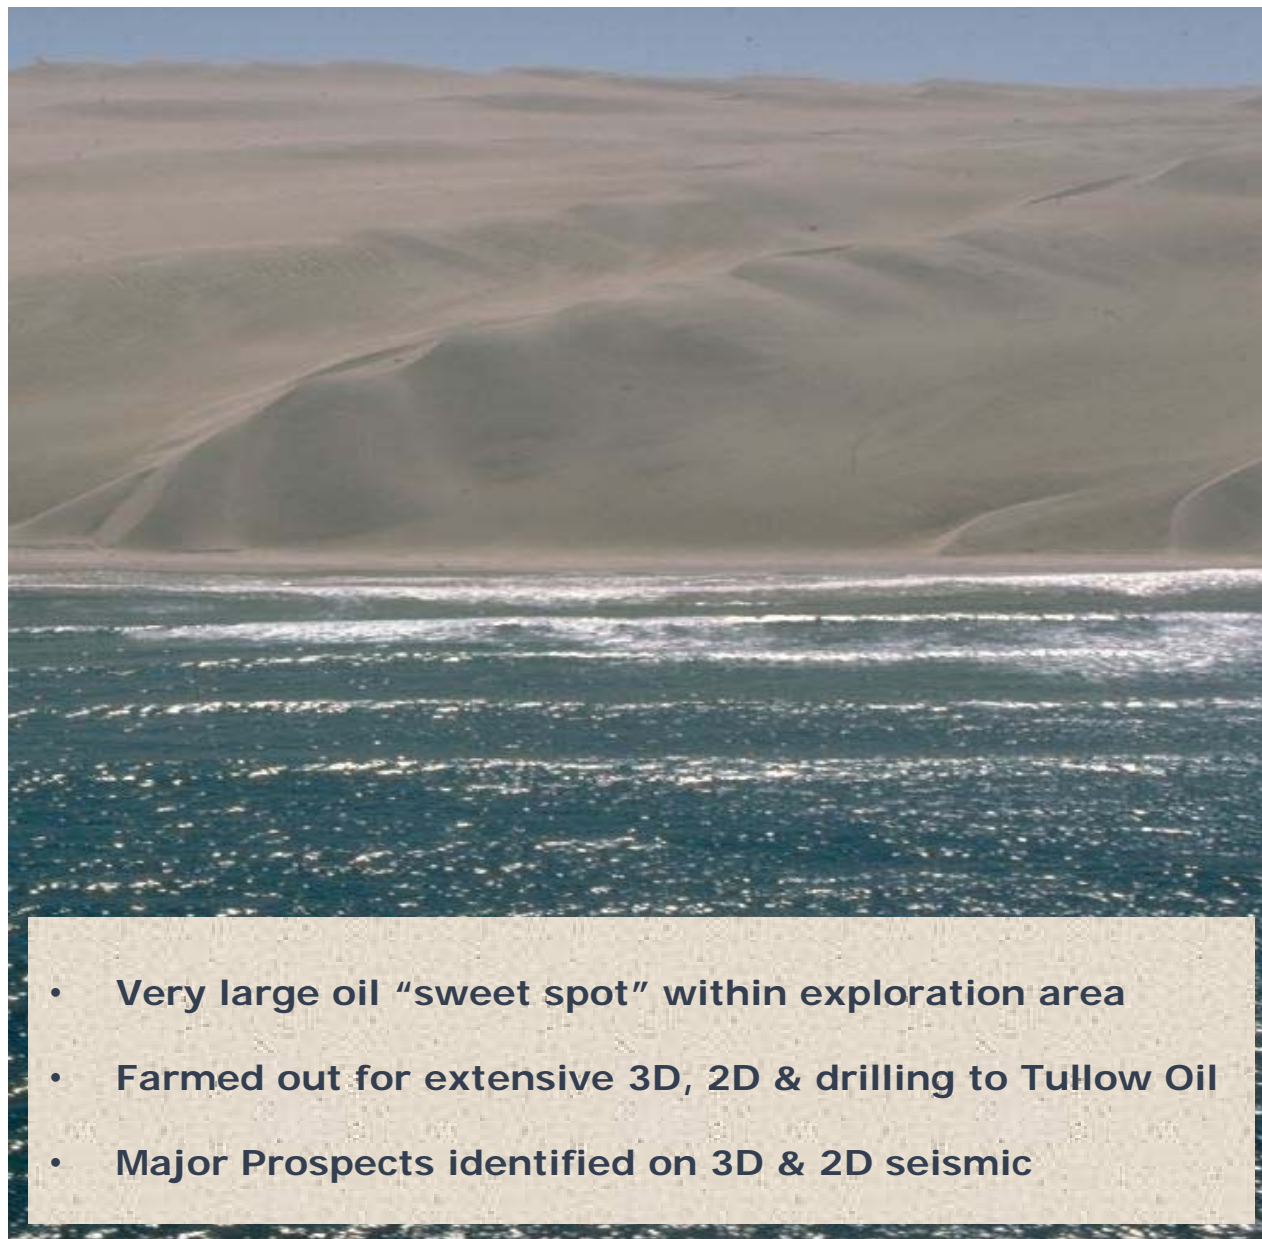 • Very large oil “sweet spot” within exploration area
• Farmed out for extensive 3D, 2D & drilling to Tullow Oil
• Major Prospects identified on 3D & 2D seismic